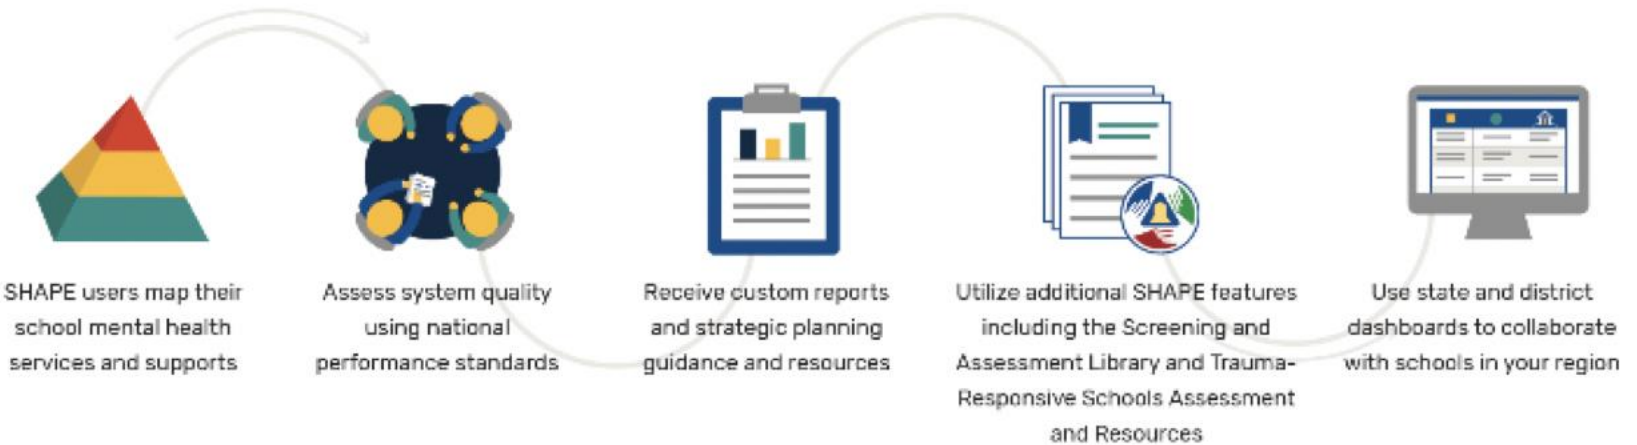 SHAPE users map their
school mental health
services and supports
Assess system quality
using national
performance standards
Receive custom reports
and strategic planning
guidance and resources
Utilize additional SHAPE features
including the Screening and
Assessment Library and Trauma-
Responsive Schools Assessment
and Resources
Use state and district
dashboards to collaborate
with schools in your region